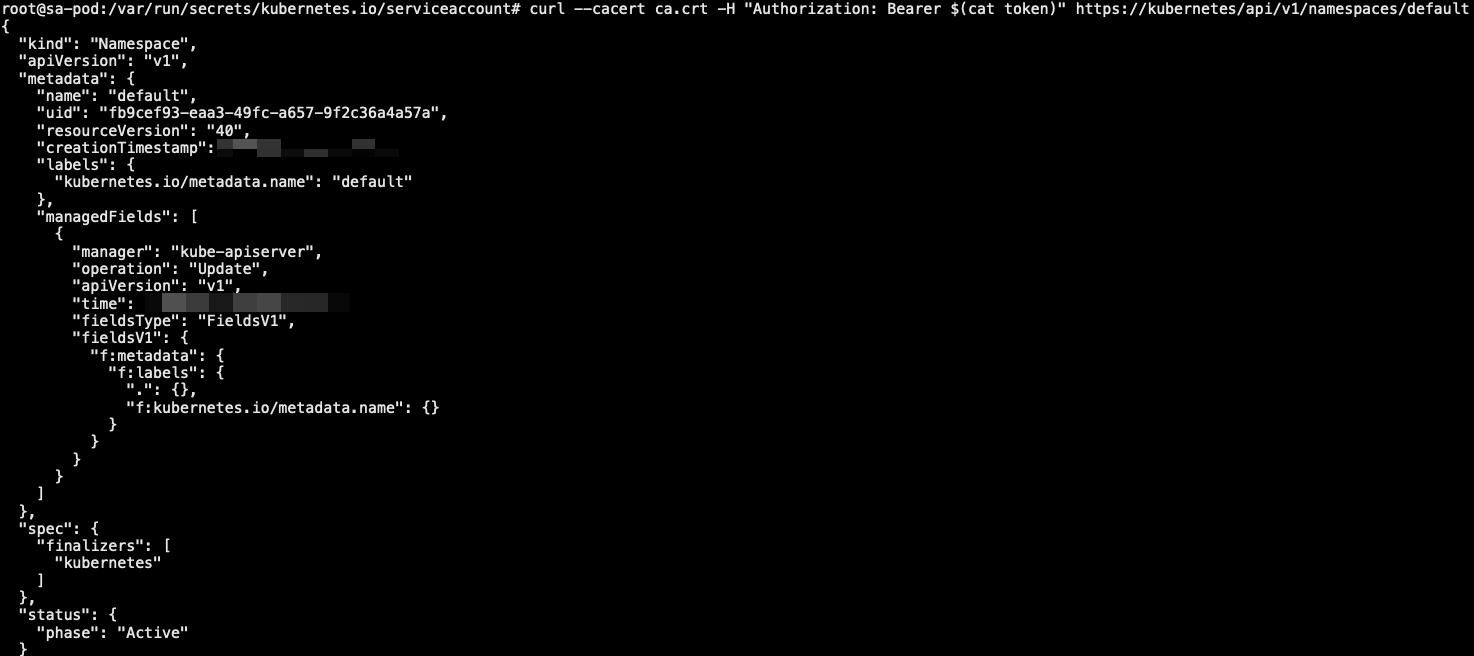 root@sa-pod:/var/run/secrets/kubernetes.io/serviceaccount# curl --cacert ca.crt -H "Authorization: Bearer $(cat token)" https://kubernetes/api/v1/namespaces/default
{
  "kind": "Namespace",
  "apiVersion": "v1",
  "metadata": {
    "name": "default",
    "uid": "fb9cef93-eaa3-49fc-a657-9f2c36a4a57a",
    "resourceVersion": "40",
    "creationTimestamp":
    "labels": {
      "kubernetes.io/metadata.name": "default"
    },
    "managedFields": [
      {
        "manager": "kube-apiserver",
        "operation": "Update",
        "apiVersion": "v1",
        "time":
        "fieldsType": "FieldsV1",
        "fieldsV1": {
          "f:metadata": {
            "f:labels": {
              ".": {},
              "f:kubernetes.io/metadata.name": {}
            }
          }
        }
      }
    ]
  },
  "spec": {
    "finalizers": [
      "kubernetes"
    ]
  },
  "status": {
    "phase": "Active"
  }